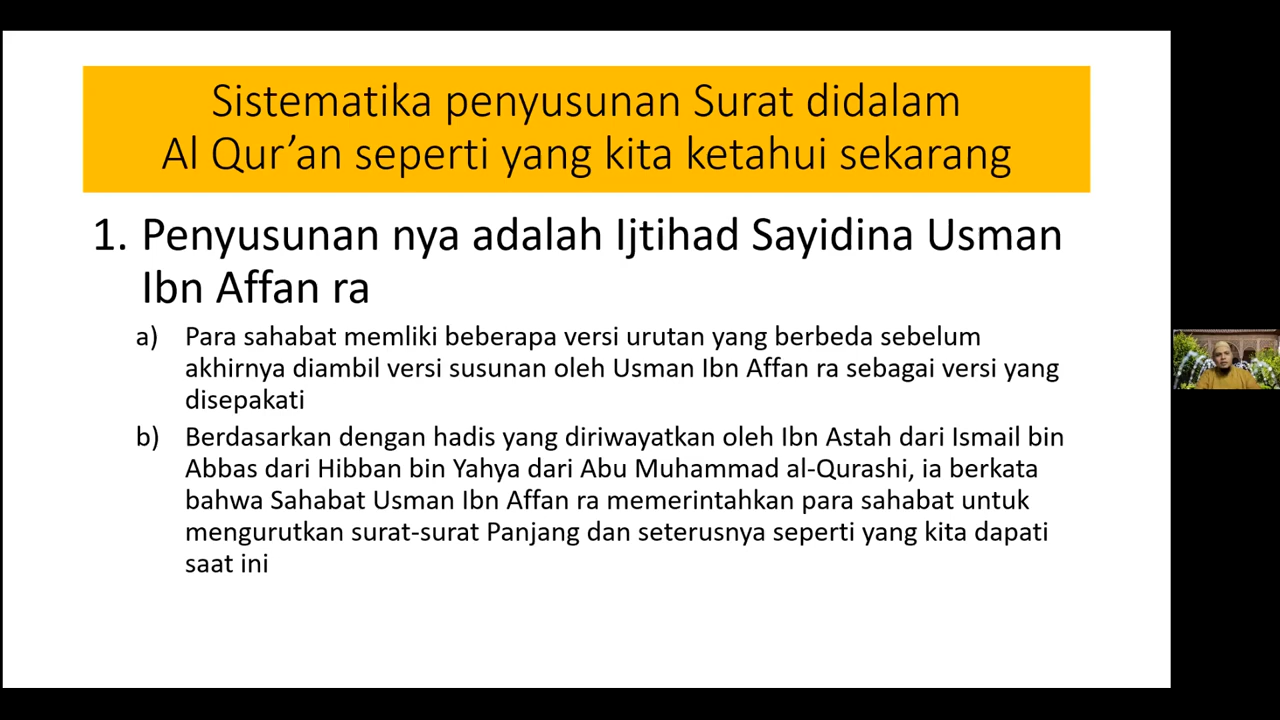 Sistematika penyusunan Surat didalam
Al Qur’an seperti yang kita ketahui sekarang
1. Penyusunan nya adalah Ijtihad Sayidina Usman
Ibn Affan ra
a) Para sahabat memliki beberapa versi urutan yang berbeda sebelum
akhirnya diambil versi susunan oleh Usman Ibn Affan ra sebagai versi yang
disepakati
b) Berdasarkan dengan hadis yang diriwayatkan oleh Ibn Astah dari Ismail bin
Abbas dari Hibban bin Yahya dari Abu Muhammad al-Qurashi, ia berkata
bahwa Sahabat Usman Ibn Affan ra memerintahkan para sahabat untuk
mengurutkan surat-surat Panjang dan seterusnya seperti yang kita dapati
saat ini